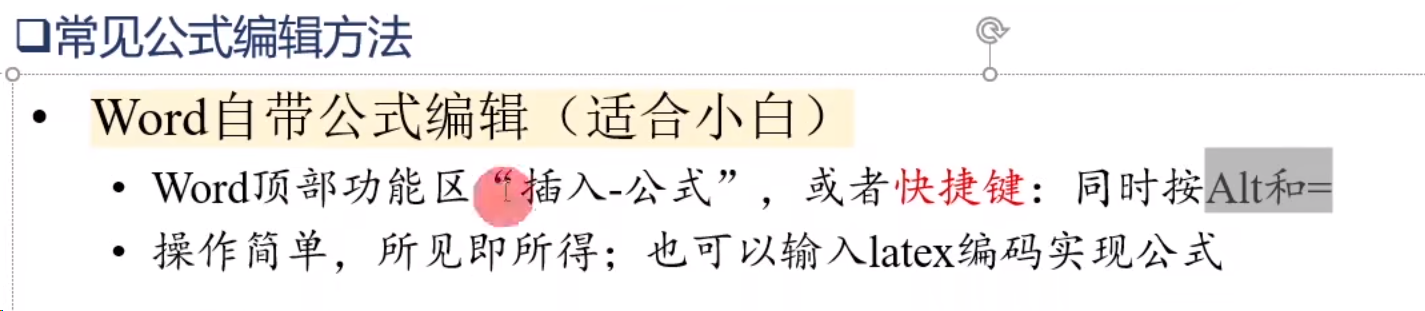 ❑常见公式编辑方法
• Word自带公式编辑（适合小白）
• Word顶部功能区“插入-公式”，或者快捷键：同时按Alt和=
• 操作简单，所见即所得；也可以输入latex编码实现公式